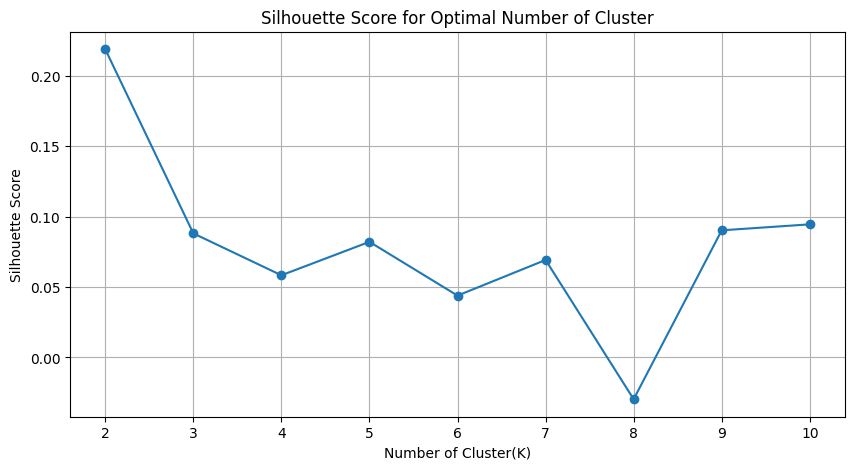 Silhouette Score for Optimal Number of Cluster
Silhouette Score
0.20
0.15
0.10
0.05
0.00
2 3 4 5 6 7 8 9 10
Number of Cluster(K)